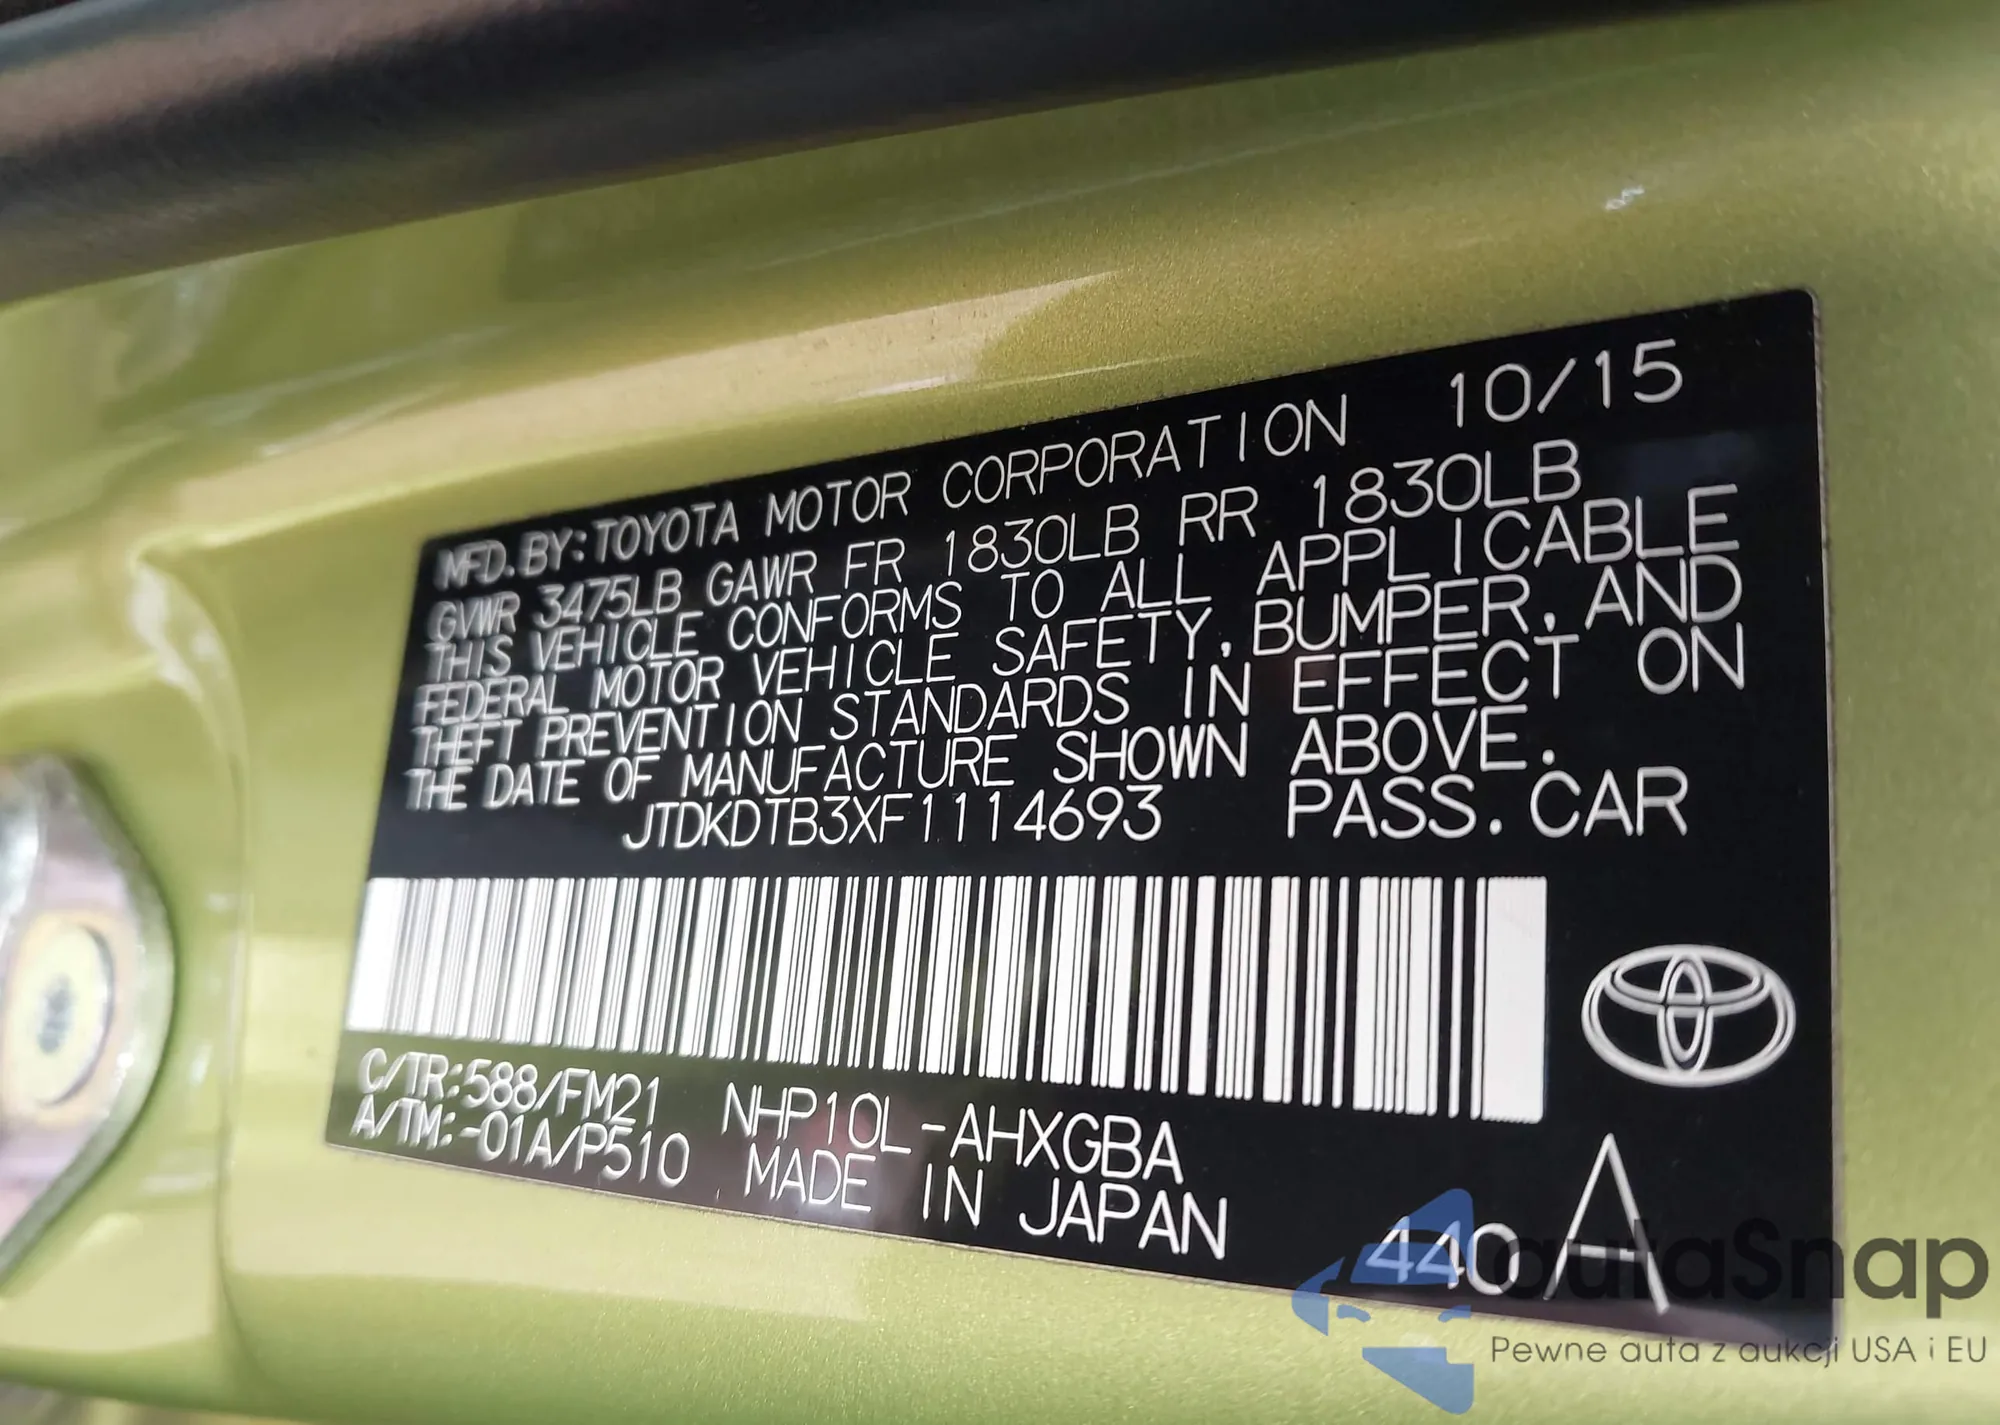 MFD. BY: TOYOTA MOTOR CORPORATION 10/15
GVWR 3475LB GAWR FR 1830LB RR 1830LB
THIS VEHICLE CONFORMS TO ALL APPLICABLE
FEDERAL MOTOR VEHICLE SAFETY, BUMPER, AND
THEFT PREVENTION STANDARDS IN EFFECT ON
THE DATE OF MANUFACTURE SHOWN ABOVE.
JTDKDTB3XF1114693 PASS. CAR
C/TR:588/FM21 NHP10L-AHXGBA
A/TM:-01A/P510 MADE IN JAPAN
440 A
autaSnap
Pewne auta z aukcji USA i EU